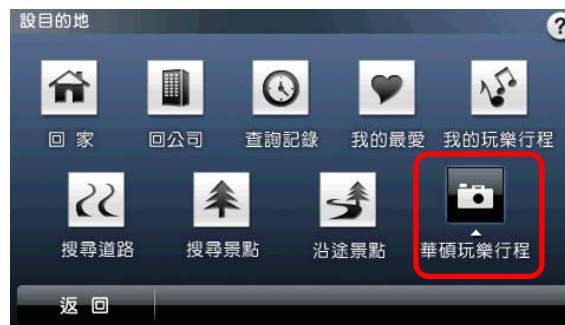 設目的地 ?
回 家 回公司 查詢記錄 我的最愛 我的玩樂行程
搜尋道路 搜尋景點 沿途景點 華碩玩樂行程
返 回